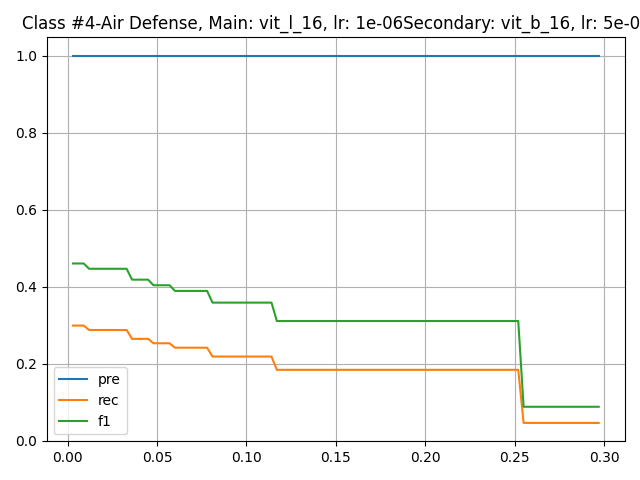 Class #4-Air Defense, Main: vit_l_16, lr: 1e-06Secondary: vit_b_16, lr: 5e-0
1.0
0.8
0.6
0.4
0.2
0.0
pre
rec
f1
0.00 0.05 0.10 0.15 0.20 0.25 0.30